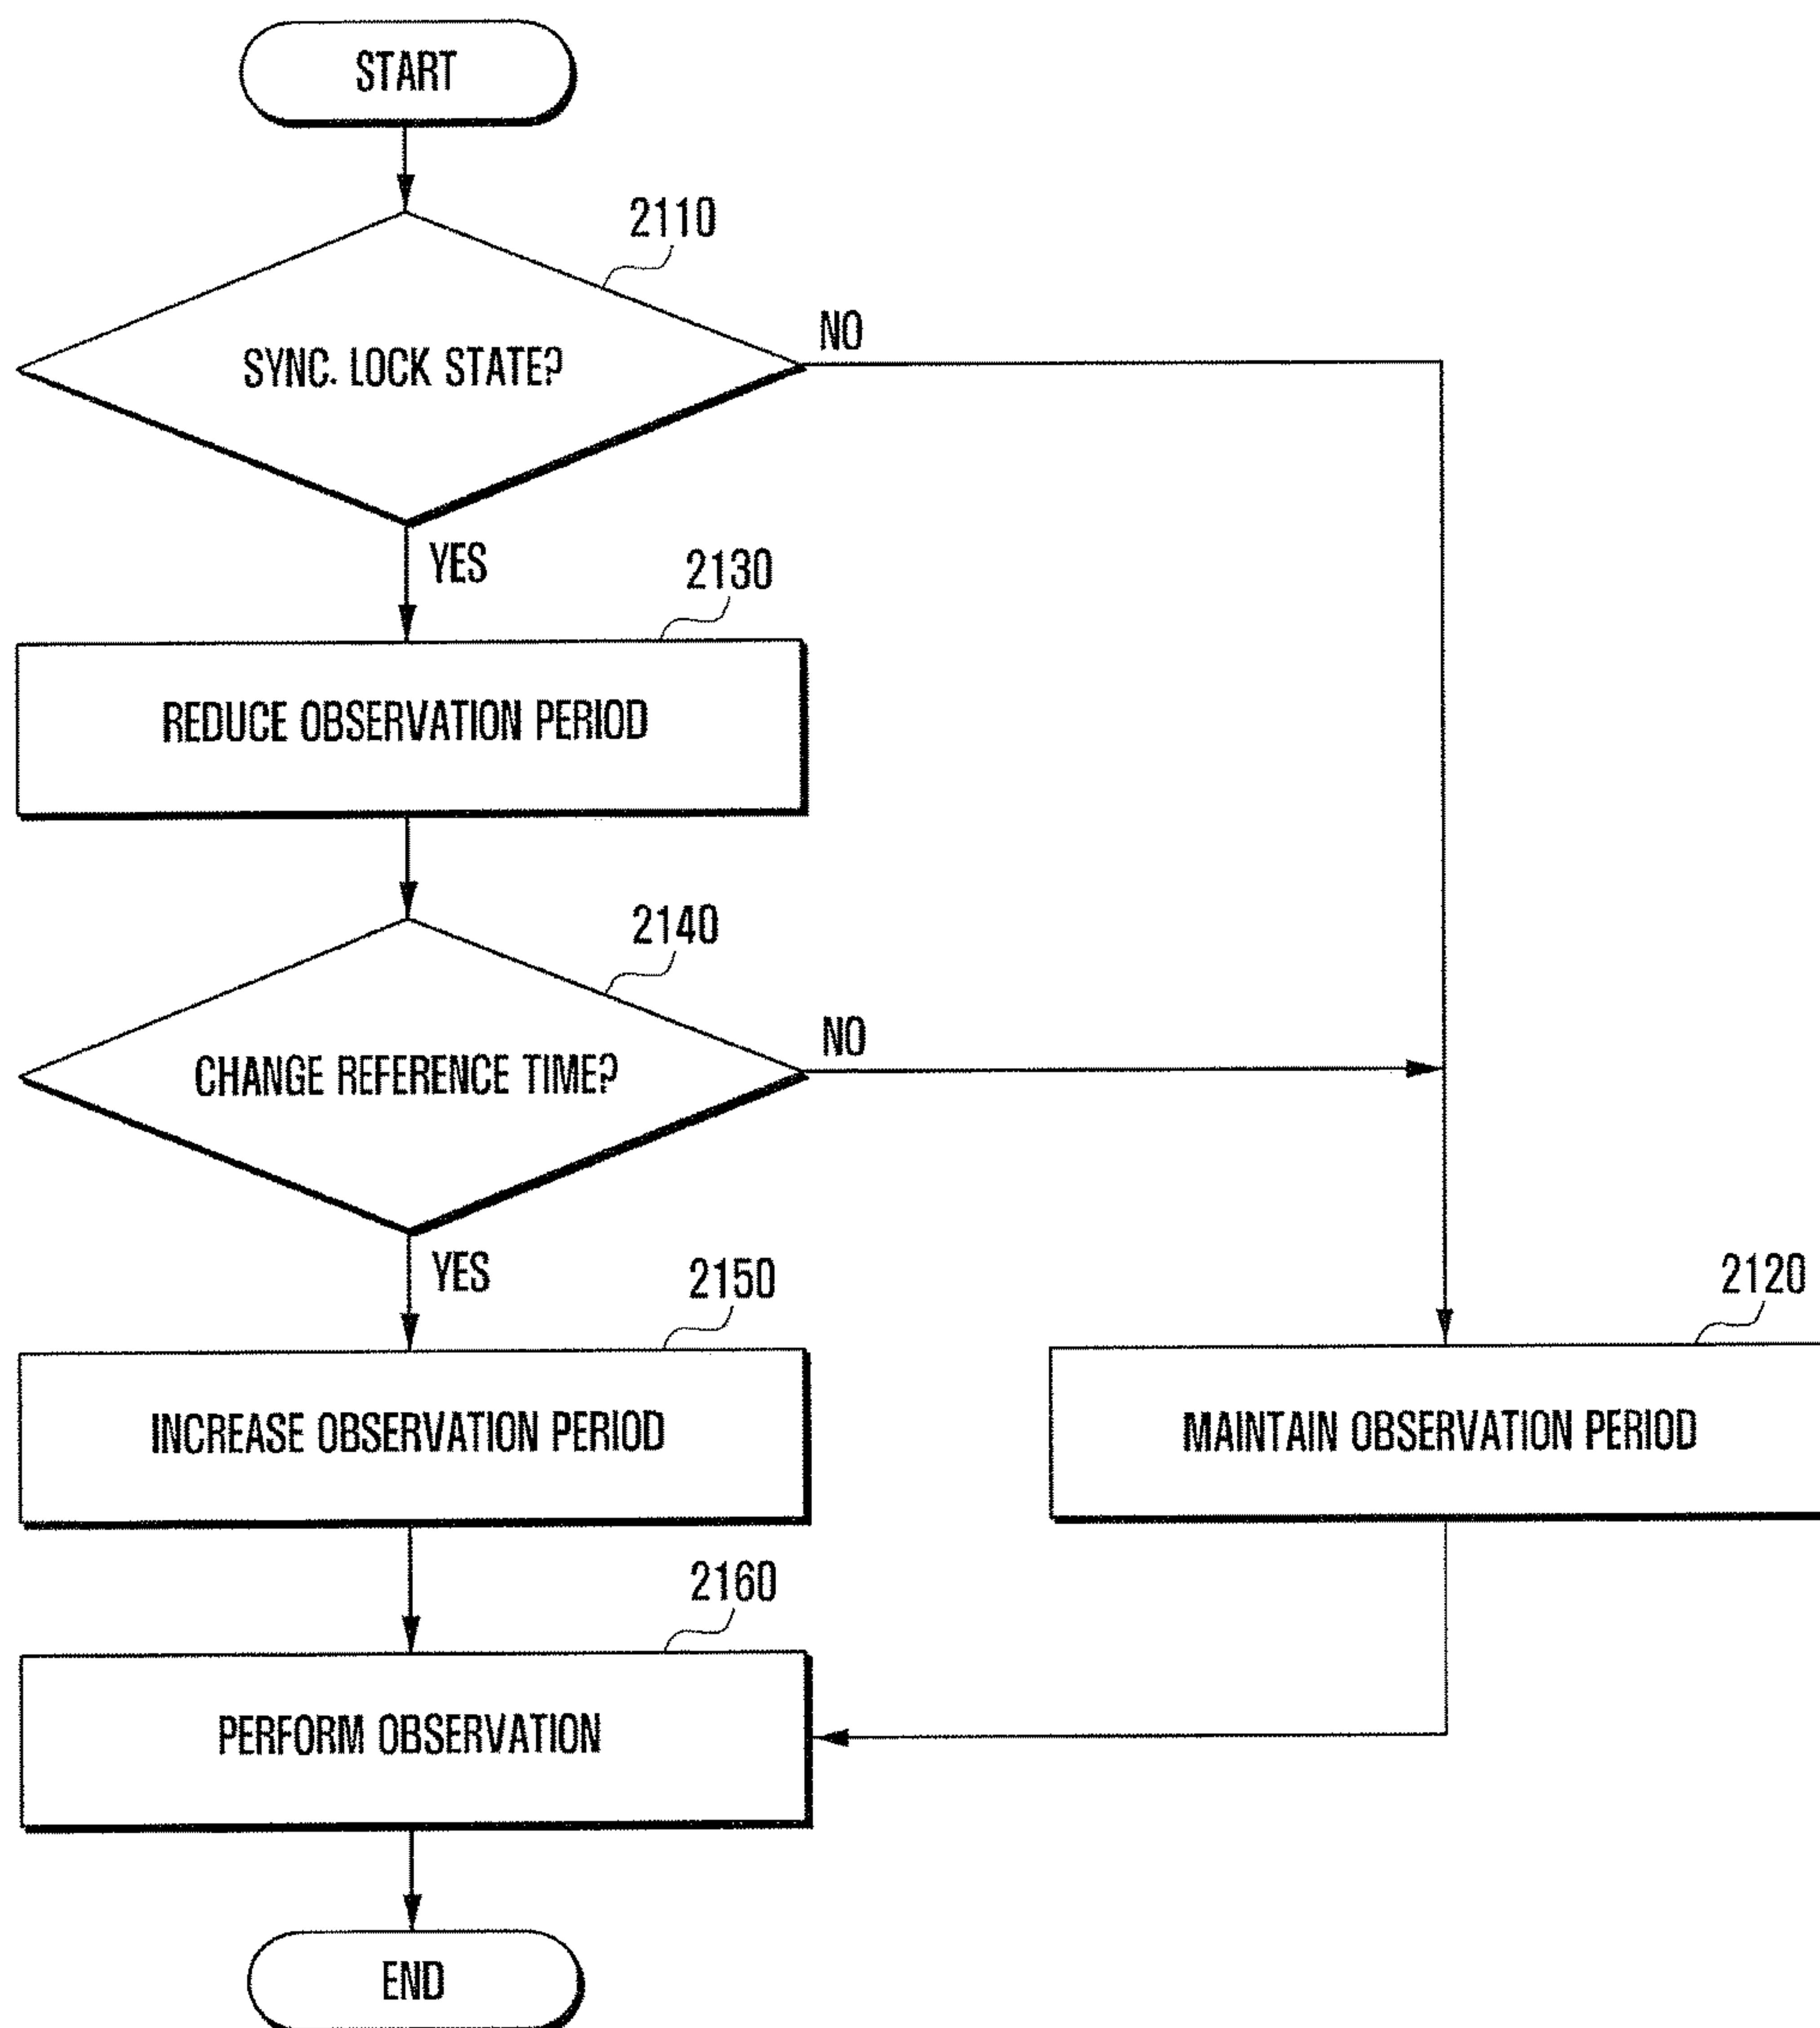 START
2110
SYNC. LOCK STATE?
NO
YES
2130
REDUCE OBSERVATION PERIOD
2140
CHANGE REFERENCE TIME?
NO
YES
2150
INCREASE OBSERVATION PERIOD
2120
MAINTAIN OBSERVATION PERIOD
2160
PERFORM OBSERVATION
END